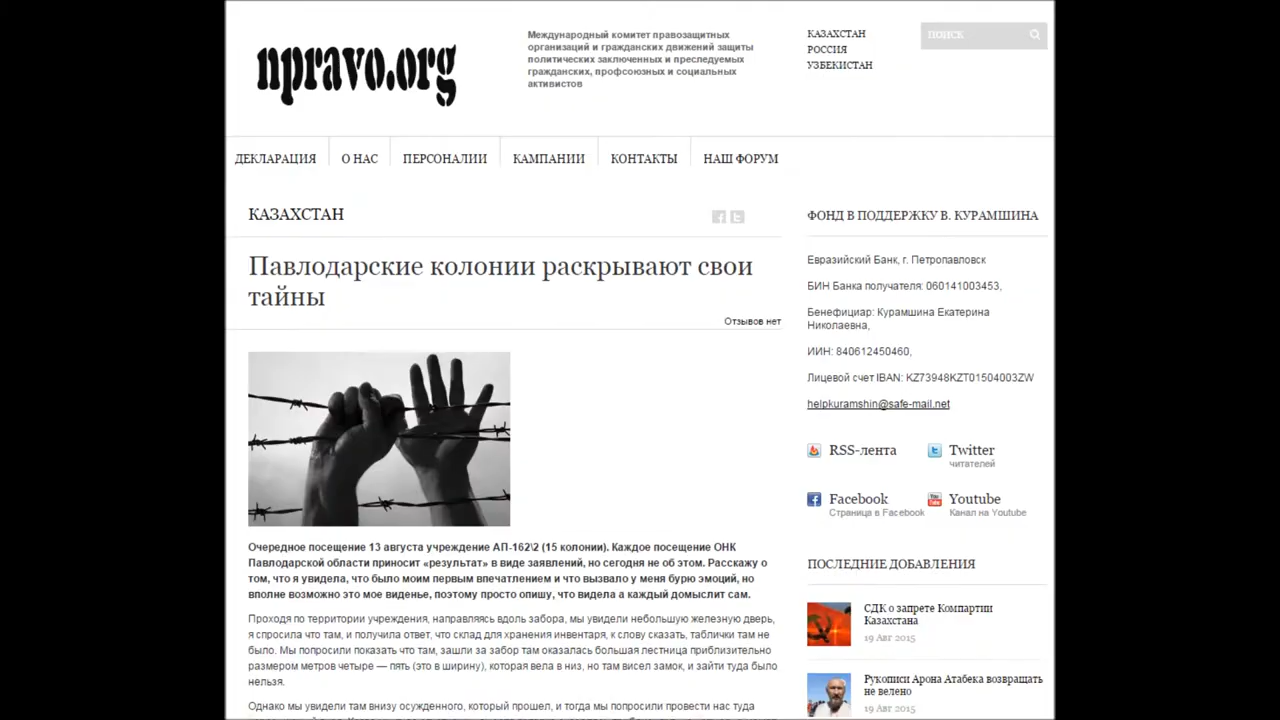 npravo.org
Международный комитет правозащитных
организаций и гражданских движений защиты
политических заключенных и преследуемых
гражданских, профсоюзных и социальных
активистов
КАЗАХСТАН
РОССИЯ
УЗБЕКИСТАН
ПОИСК
ДЕКЛАРАЦИЯ
О НАС
ПЕРСОНАЛИИ
КАМПАНИИ
КОНТАКТЫ
НАШ ФОРУМ
КАЗАХСТАН
Павлодарские колонии раскрывают свои
тайны
Отзывов нет
Очередное посещение 13 августа учреждение АП-162\2 (15 колонии). Каждое посещение ОНК
Павлодарской области приносит «результат» в виде заявлений, но сегодня не об этом. Расскажу о
том, что я увидела, что было моим первым впечатлением и что вызвало у меня бурю эмоций, но
вполне возможно это мое виденье, поэтому просто опишу, что видела а каждый домыслит сам.
Проходя по территории учреждения, направляясь вдоль забора, мы увидели небольшую железную дверь,
я спросила что там, и получила ответ, что склад для хранения инвентаря, к слову сказать, таблички там не
было. Мы попросили показать что там, зашли за забор там оказалась большая лестница приблизительно
размером метров четыре — пять (это в ширину), которая вела в низ, но там висел замок, и зайти туда было
нельзя.
Однако мы увидели там внизу осужденного, который прошел, и тогда мы попросили провести нас туда
ФОНД В ПОДДЕРЖКУ В. КУРАМШИНА
Евразийский Банк, г. Петропавловск
БИН Банка получателя: 060141003453,
Бенефициар: Курамшина Екатерина
Николаевна,
ИИН: 840612450460,
Лицевой счет IBAN: KZ73948KZT01504003ZW
helpkuramshin@safe-mail.net
RSS-лента
Twitter
читателей
Facebook
Страница в Facebook
Youtube
Канал на Youtube
ПОСЛЕДНИЕ ДОБАВЛЕНИЯ
СДК о запрете Компартии
Казахстана
19 Авг 2015
Рукописи Арона Атабека возвращать
не велено
19 Авг 2015